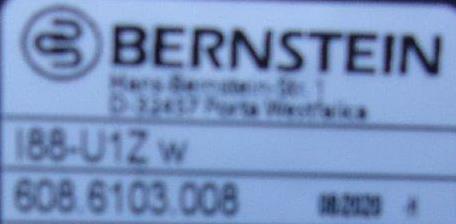 BERNSTEIN
Hans-Bernstein-Str. 1
D-32457 Porta Westfalica
I88-U1Z w
608.6103.008 08/2020